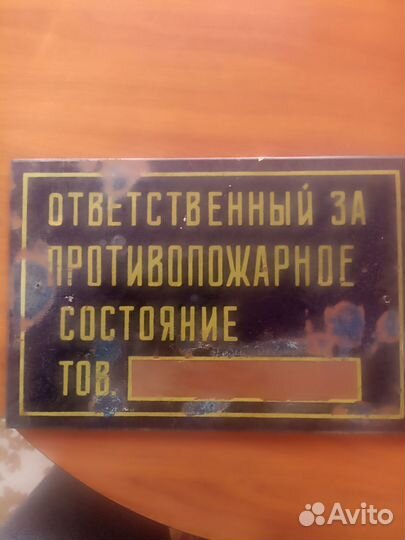 ОТВЕТСТВЕННЫЙ ЗА
ПРОТИВОПОЖАРНОЕ
СОСТОЯНИЕ
ТОВ.
Avito